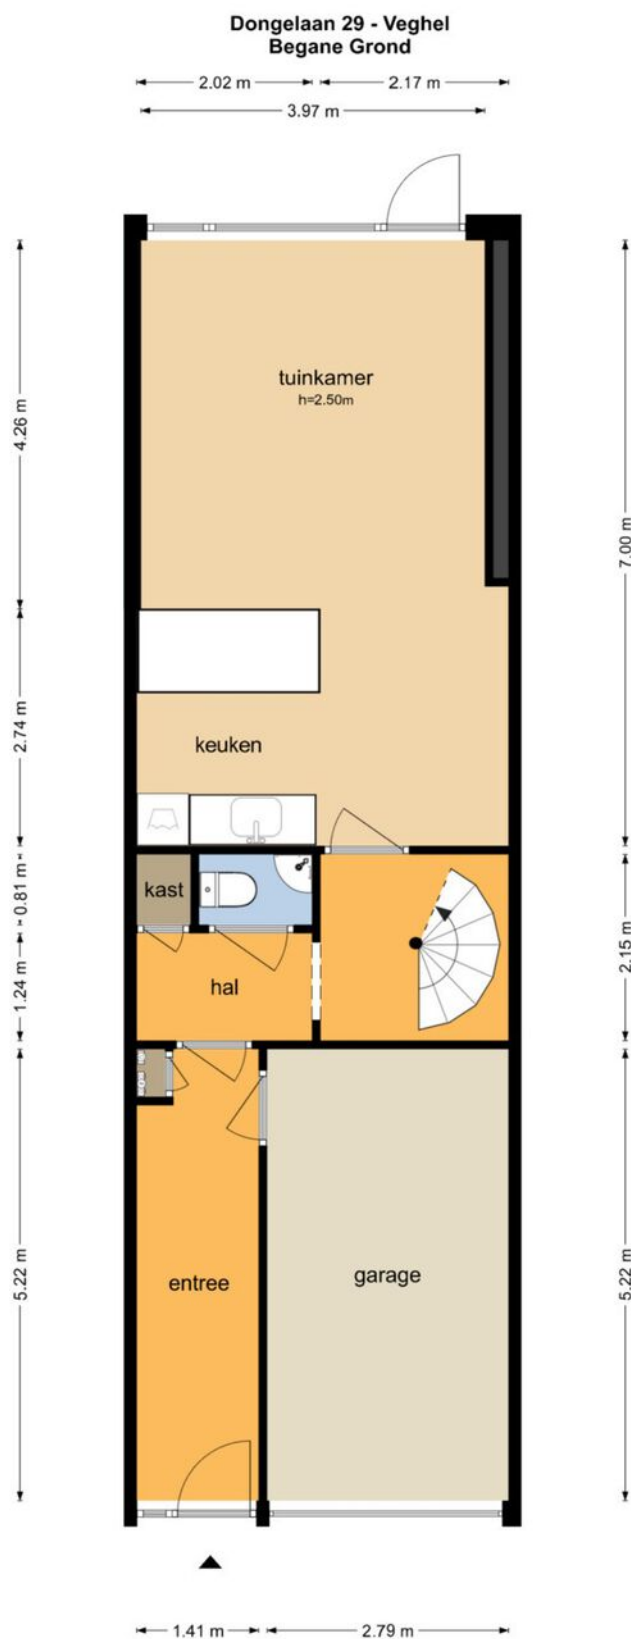 Dongelaan 29 - Veghel
Begane Grond
2.02 m
2.17 m
3.97 m
tuinkamer
h=2.50m
4.26 m
7.00 m
2.74 m
keuken
kast
0.81 m
2.15 m
1.24 m
hal
entree
garage
5.22 m
5.22 m
1.41 m
2.79 m